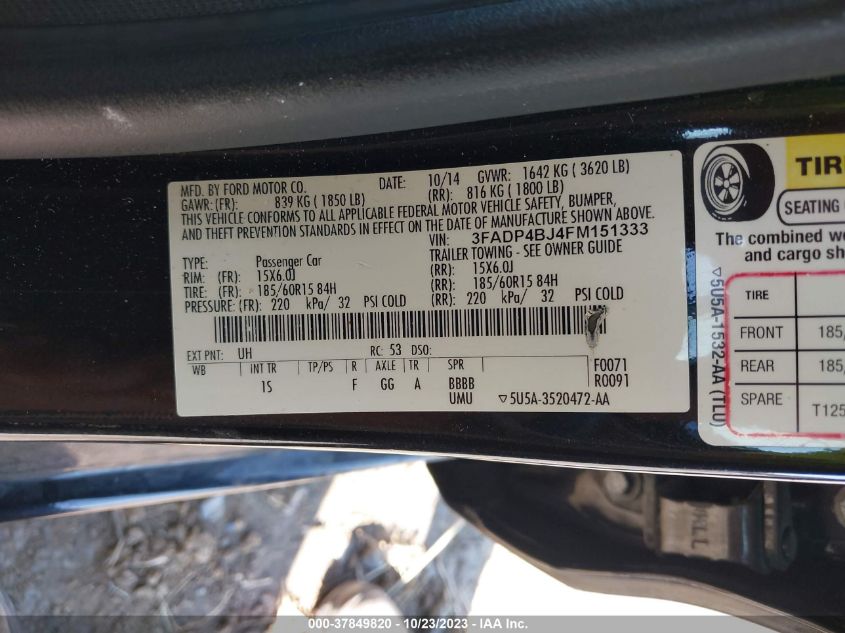 MFD. BY FORD MOTOR CO.
DATE: 10/14 GVWR: 1642 KG ( 3620 LB)
GAWR: (FR): 839 KG ( 1850 LB) (RR): 816 KG ( 1800 LB)
THIS VEHICLE CONFORMS TO ALL APPLICABLE FEDERAL MOTOR VEHICLE SAFETY, BUMPER,
AND THEFT PREVENTION STANDARDS IN EFFECT ON THE DATE OF MANUFACTURE SHOWN ABOVE.
VIN: 3FADP4BJ4FM151333
TYPE: Passenger Car TRAILER TOWING - SEE OWNER GUIDE
RIM: (FR): 15X6.0J (RR): 15X6.0J
TIRE: (FR): 185/60R15 84H (RR): 185/60R15 84H
PRESSURE: (FR): 220 kPa/ 32 PSI COLD (RR): 220 kPa/ 32 PSI COLD
EXT PNT: UH RC: 53 DSO: F0071
WB INT TR TP/PS R AXLE TR SPR R0091
1S F GG A BBBB
UMU ▽5U5A-3520472-AA
TIR
SEATING
The combined w
and cargo sh
TIRE
FRONT 185/
REAR 185/
SPARE T125
▽5U5A-1532-AA (TLU)
000-37849820 - 10/23/2023 - IAA Inc.